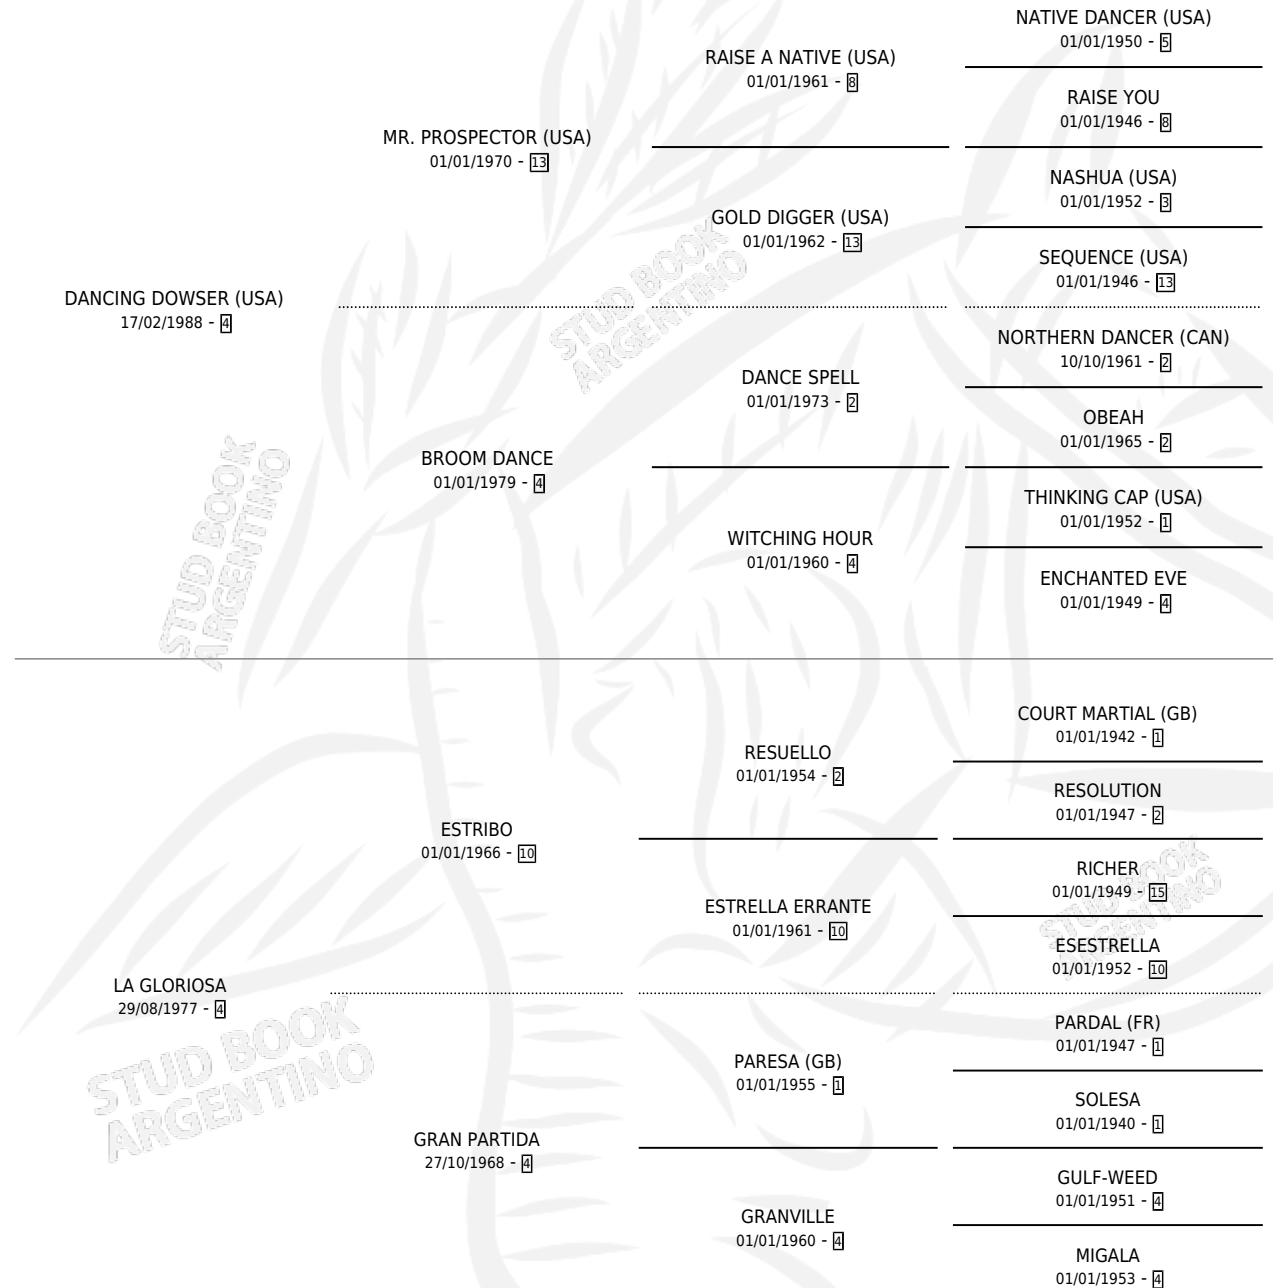 NATIVE DANCER (USA)
01/01/1950 - 5
RAISE A NATIVE (USA)
01/01/1961 - 8
RAISE YOU
01/01/1946 - 8
MR. PROSPECTOR (USA)
01/01/1970 - 13
NASHUA (USA)
01/01/1952 - 3
GOLD DIGGER (USA)
01/01/1962 - 13
SEQUENCE (USA)
01/01/1946 - 13
DANCING DOWSER (USA)
17/02/1988 - 4
NORTHERN DANCER (CAN)
10/10/1961 - 2
DANCE SPELL
01/01/1973 - 2
OBEAH
01/01/1965 - 2
BROOM DANCE
01/01/1979 - 4
THINKING CAP (USA)
01/01/1952 - 1
WITCHING HOUR
01/01/1960 - 4
ENCHANTED EVE
01/01/1949 - 4
COURT MARTIAL (GB)
01/01/1942 - 1
RESUELLO
01/01/1954 - 2
RESOLUTION
01/01/1947 - 2
ESTRIBO
01/01/1966 - 10
RICHER
01/01/1949 - 15
ESTRELLA ERRANTE
01/01/1961 - 10
ESESTRELLA
01/01/1952 - 10
LA GLORIOSA
29/08/1977 - 4
PARDAL (FR)
01/01/1947 - 1
PARESA (GB)
01/01/1955 - 1
SOLESA
01/01/1940 - 1
GRAN PARTIDA
27/10/1968 - 4
GULF-WEED
01/01/1951 - 4
GRANVILLE
01/01/1960 - 4
MIGALA
01/01/1953 - 4
STUD BOOK
ARGENTINO
STUD BOOK
ARGENTINO
STUD BOOK
ARGENTINO
STUD BOOK
ARGENTINO